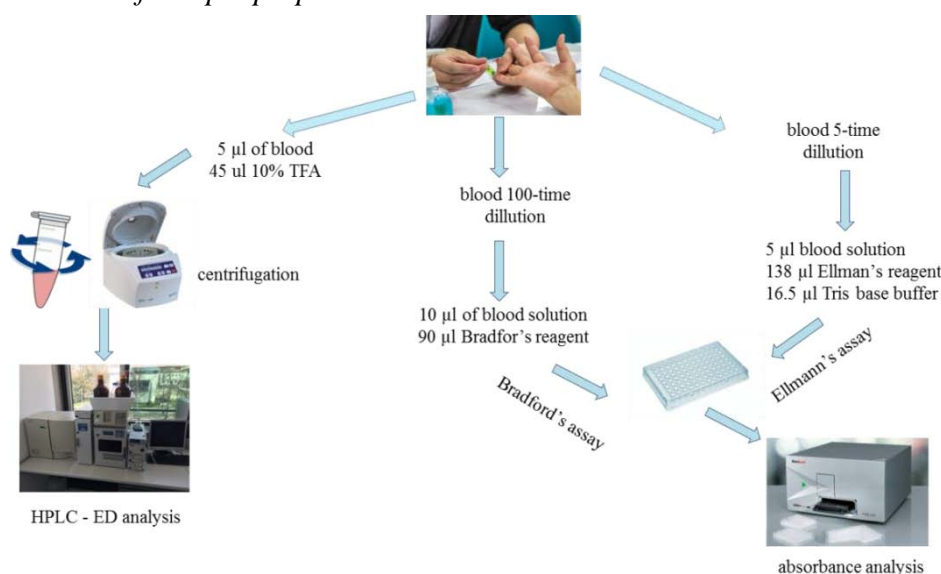 5 µl of blood
45 ul 10% TFA
centrifugation
HPLC - ED analysis
blood 100-time
dillution
10 µl of blood solution
90 µl Bradfor's reagent
Bradford's assay
blood 5-time
dillution
5 µl blood solution
138 µl Ellman's reagent
16.5 µl Tris base buffer
Ellmann's assay
absorbance analysis